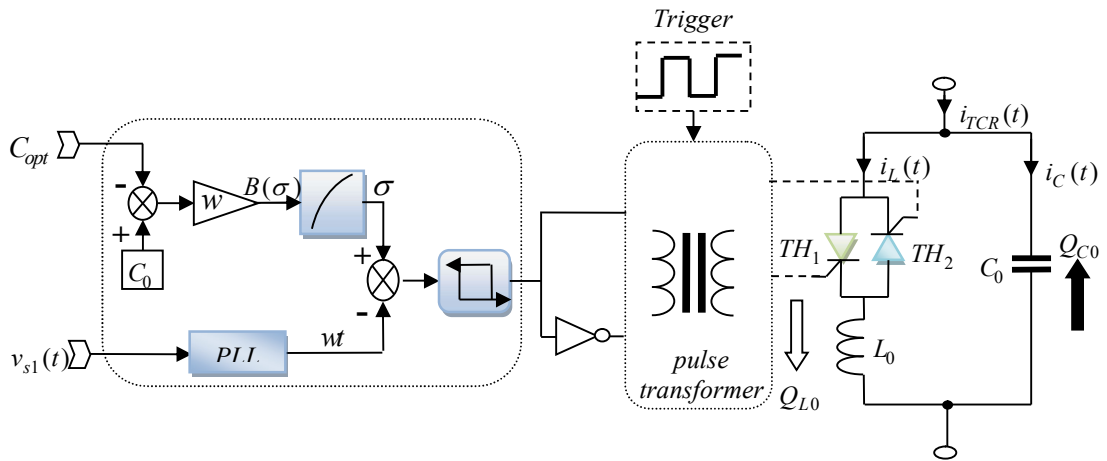 Trigger
C_opt
-
+
C_0
w
B(σ)
σ
+
-
v_s1(t)
PLL
wt
pulse
transformer
i_TCR(t)
i_L(t)
i_C(t)
TH_1
TH_2
C_0
Q_C0
L_0
Q_L0